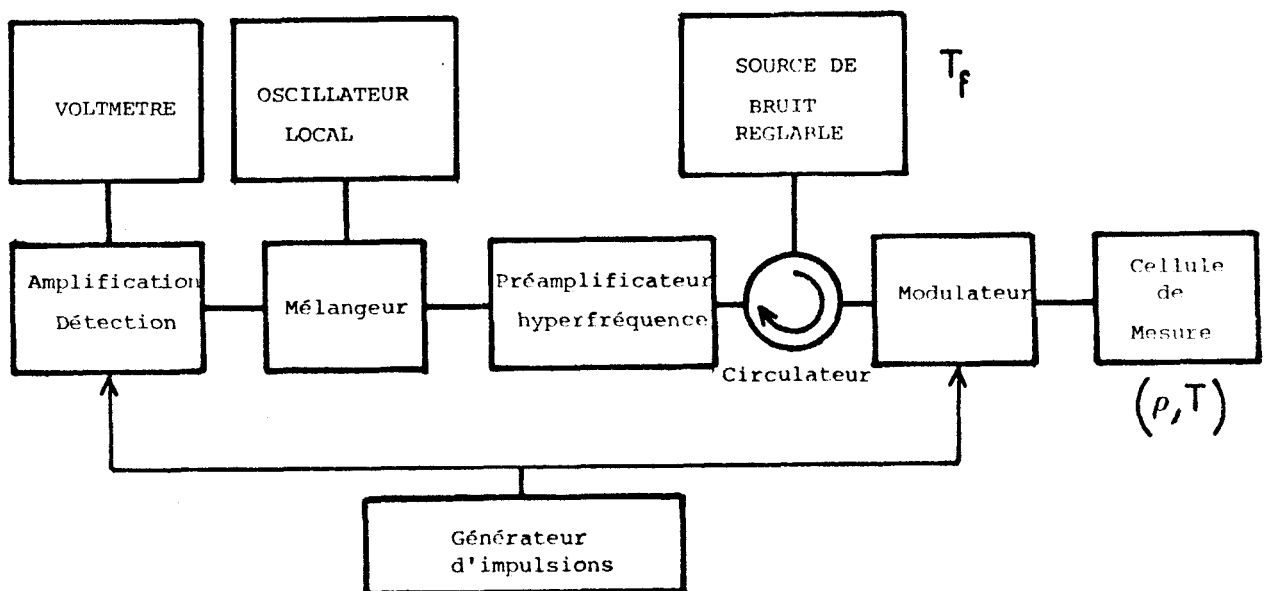 VOLTMETRE
OSCILLATEUR
LOCAL
SOURCE DE
BRUIT
REGLABLE
T_f
Amplification
Détection
Mélangeur
Préamplificateur
hyperfréquence
Circulateur
Modulateur
Cellule
de
Mesure
(ρ, T)
Générateur
d'impulsions